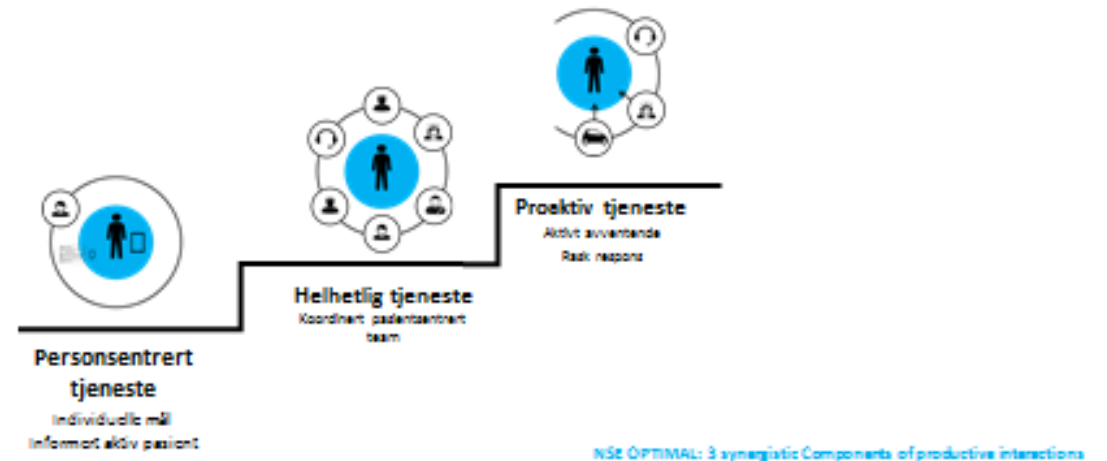 Personsentrert
tjeneste
Individuelle mål
Informert aktiv pasient
Helhetlig tjeneste
Koordinert pasientsentrert
team
Proaktiv tjeneste
Aktivt avventende
Rask respons
NSE OPTIMAL: 3 synergistic Components of productive interactions